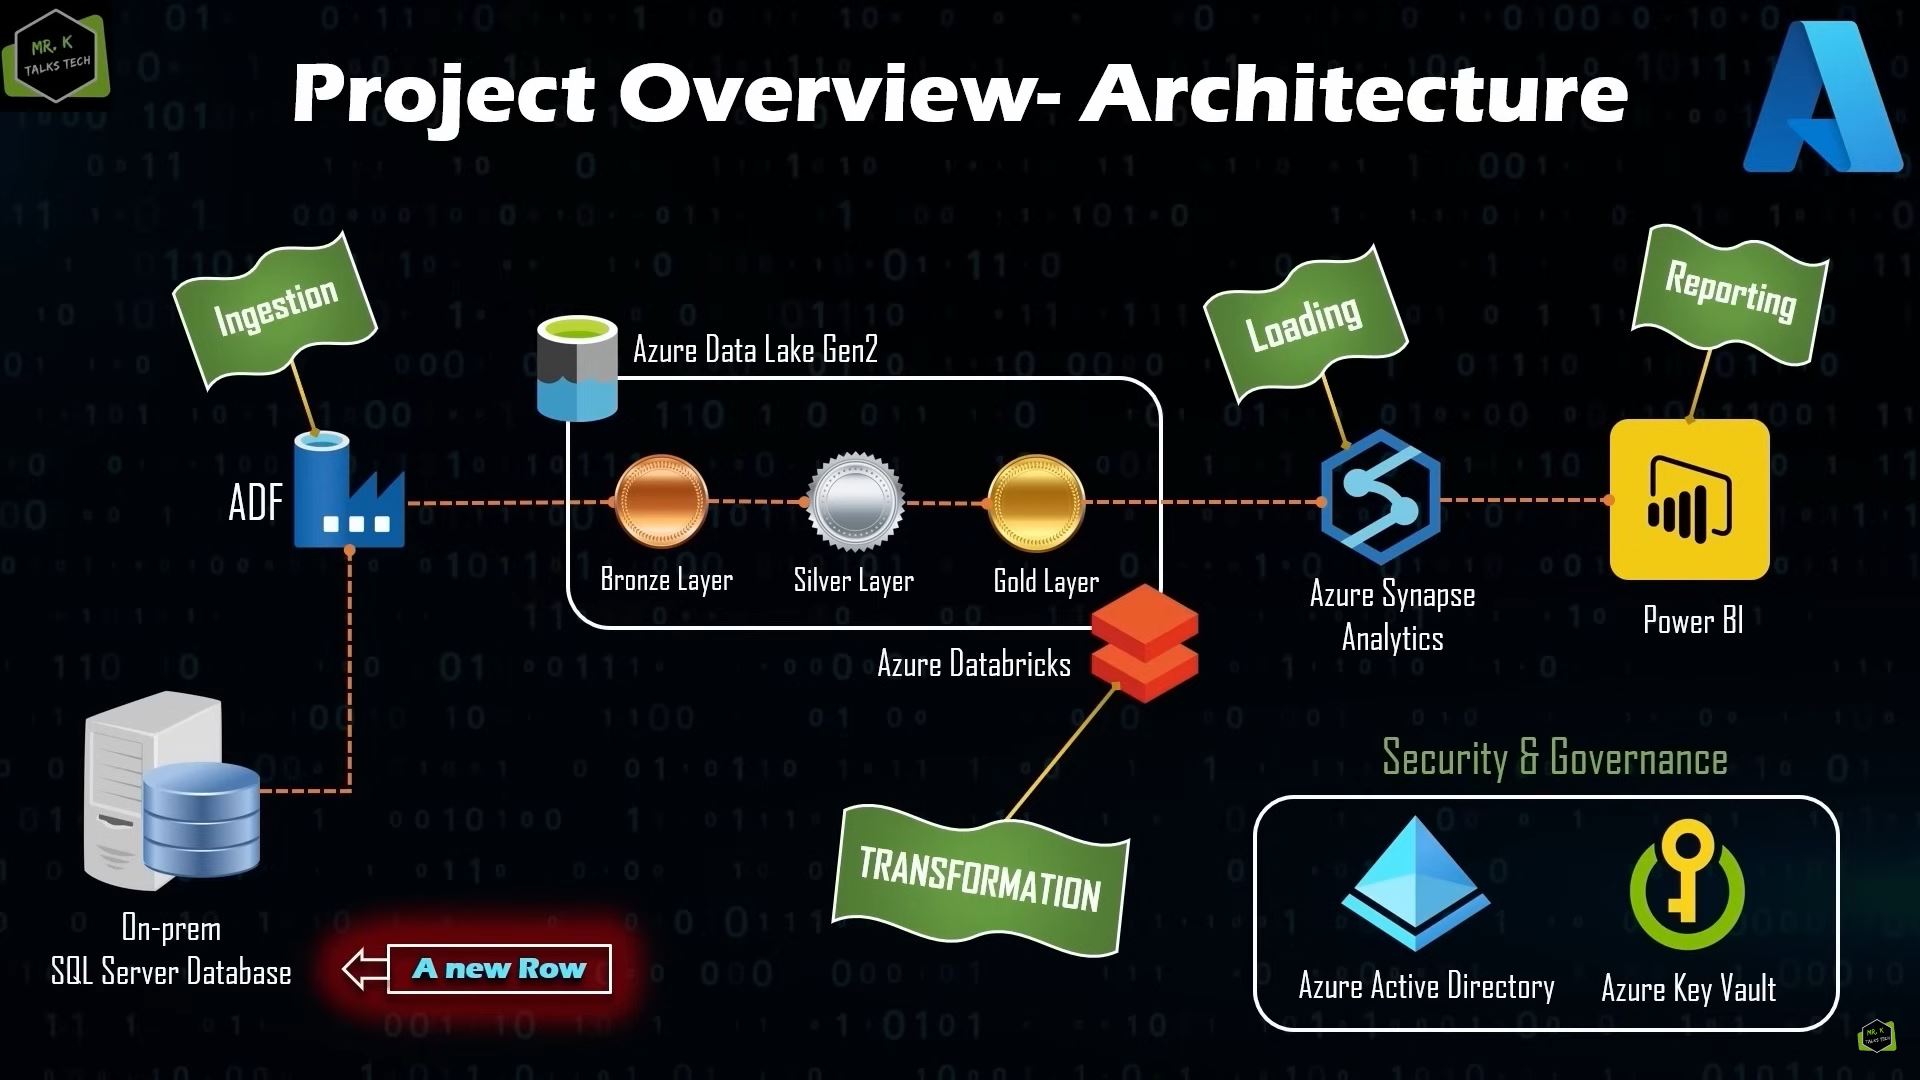 MR. K
TALKS TECH
Project Overview- Architecture
Ingestion
Loading
Reporting
Azure Data Lake Gen2
ADF
Bronze Layer
Silver Layer
Gold Layer
Azure Synapse
Analytics
Power BI
Azure Databricks
TRANSFORMATION
Security & Governance
Azure Active Directory
Azure Key Vault
On-prem
SQL Server Database
A new Row
MR. K
TALKS TECH